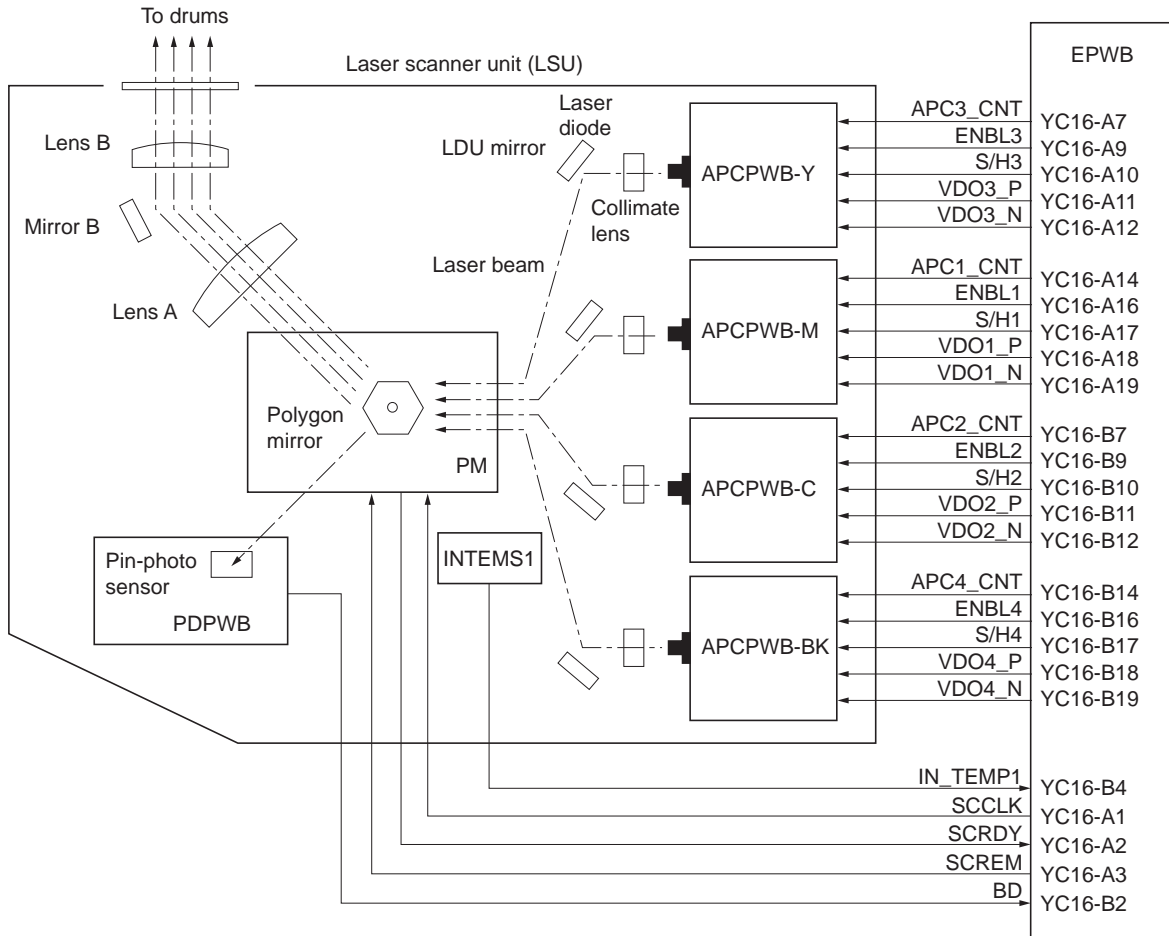 To drums
Laser scanner unit (LSU)
EPWB
Laser
diode
LDU mirror
Lens B
Mirror B
Lens A
Collimate
lens
Laser beam
Polygon
mirror
PM
Pin-photo
sensor
PDPWB
INTEMS1
APCPWB-Y
APC3_CNT YC16-A7
ENBL3 YC16-A9
S/H3 YC16-A10
VDO3_P YC16-A11
VDO3_N YC16-A12
APCPWB-M
APC1_CNT YC16-A14
ENBL1 YC16-A16
S/H1 YC16-A17
VDO1_P YC16-A18
VDO1_N YC16-A19
APCPWB-C
APC2_CNT YC16-B7
ENBL2 YC16-B9
S/H2 YC16-B10
VDO2_P YC16-B11
VDO2_N YC16-B12
APCPWB-BK
APC4_CNT YC16-B14
ENBL4 YC16-B16
S/H4 YC16-B17
VDO4_P YC16-B18
VDO4_N YC16-B19
IN_TEMP1 YC16-B4
SCCLK YC16-A1
SCRDY YC16-A2
SCREM YC16-A3
BD YC16-B2